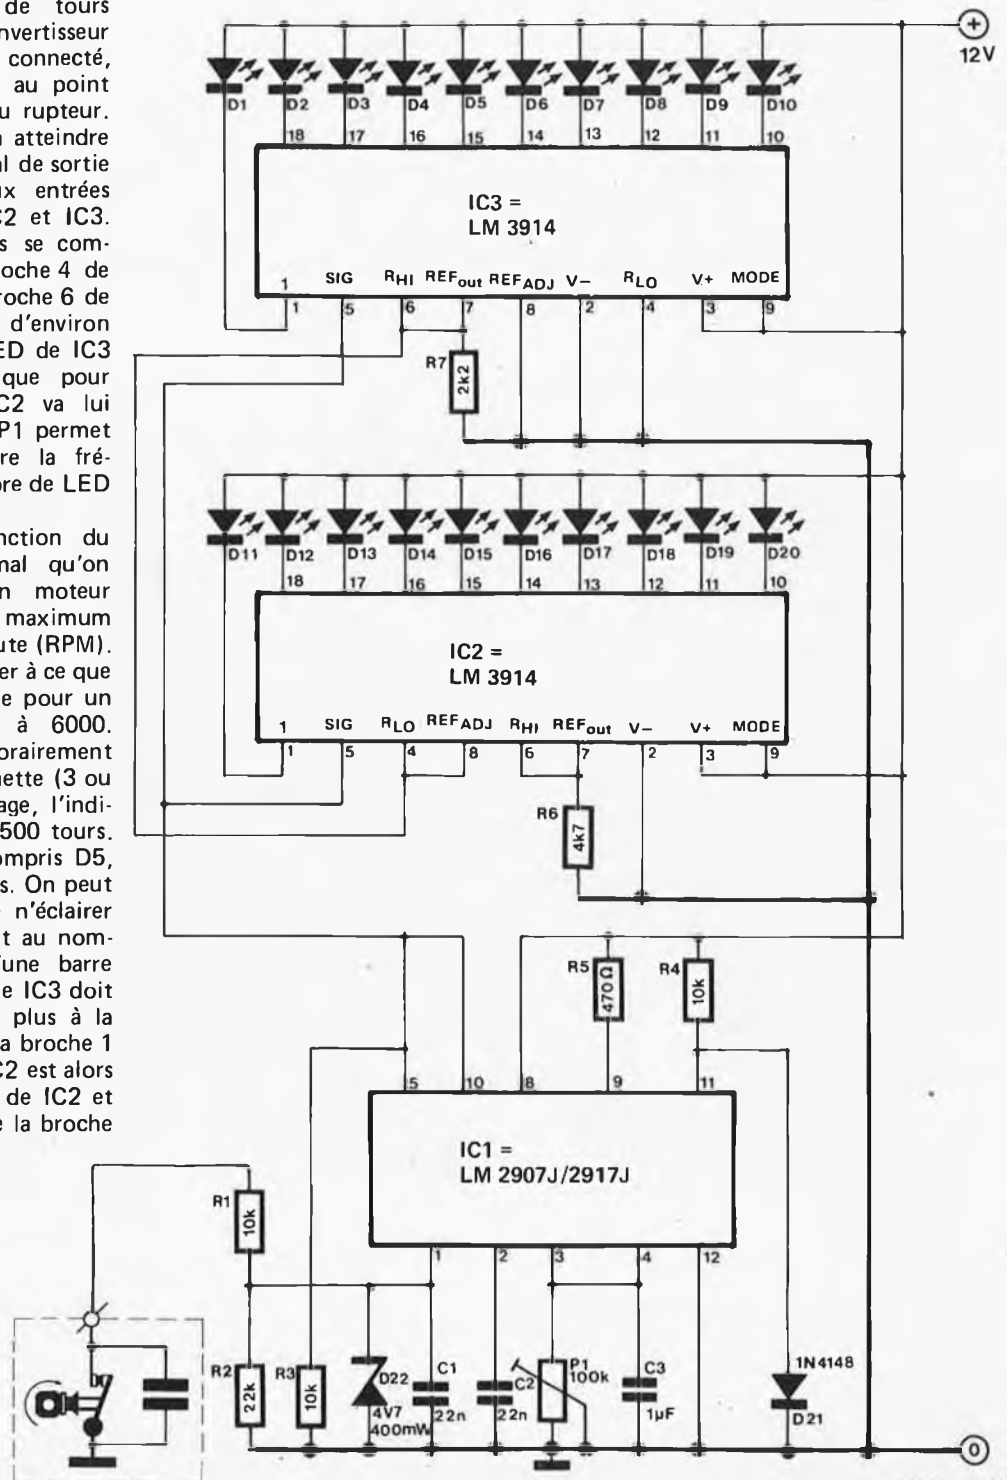 de tours
nvertisseur
connecté,
au point
u rupteur.
atteindre
al de sortie
ux entrées
C2 et IC3.
s se com-
oche 4 de
roche 6 de
d'environ
ED de IC3
que pour
C2 va lui
P1 permet
re la fré-
bre de LED
nction du
nal qu'on
n moteur
maximum
ute (RPM).
er à ce que
e pour un
à 6000.
orairement
nette (3 ou
age, l'indi-
500 tours.
ompris D5,
s. On peut
n'éclairer
t au nom-
'une barre
e IC3 doit
plus à la
a broche 1
C2 est alors
de IC2 et
e la broche
+
12V
D1 D2 D3 D4 D5 D6 D7 D8 D9 D10
18 17 16 15 14 13 12 11 10
IC3 =
LM 3914
1 SIG RHI REFout REFADJ V− RLO V+ MODE
1 5 6 7 8 2 4 3 9
R7
2k2
D11 D12 D13 D14 D15 D16 D17 D18 D19 D20
18 17 16 15 14 13 12 11 10
IC2 =
LM 3914
1 SIG RLO REFADJ RHI REFout V− V+ MODE
1 5 4 8 6 7 2 3 9
R6
4k7
R5
470Ω
R4
10k
5 10 8 9 11
IC1 =
LM 2907J/2917J
1 2 3 4 12
R1
10k
R2
22k
R3
10k
D22
4V7
400mW
C1
22n
C2
22n
P1
100k
C3
1µF
1N4148
D21
0